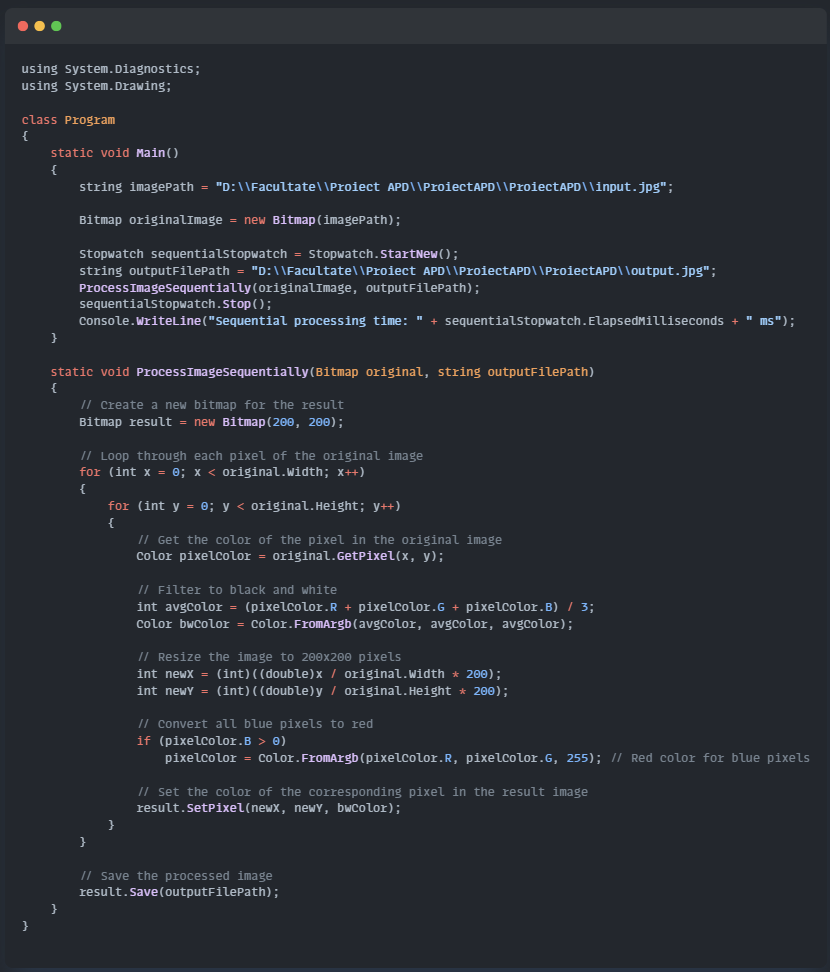 using System.Diagnostics;
using System.Drawing;

class Program
{
    static void Main()
    {
        string imagePath = "D:\\Facultate\\Proiect APD\\ProiectAPD\\ProiectAPD\\input.jpg";

        Bitmap originalImage = new Bitmap(imagePath);

        Stopwatch sequentialStopwatch = Stopwatch.StartNew();
        string outputFilePath = "D:\\Facultate\\Proiect APD\\ProiectAPD\\ProiectAPD\\output.jpg";
        ProcessImageSequentially(originalImage, outputFilePath);
        sequentialStopwatch.Stop();
        Console.WriteLine("Sequential processing time: " + sequentialStopwatch.ElapsedMilliseconds + " ms");
    }

    static void ProcessImageSequentially(Bitmap original, string outputFilePath)
    {
        // Create a new bitmap for the result
        Bitmap result = new Bitmap(200, 200);

        // Loop through each pixel of the original image
        for (int x = 0; x < original.Width; x++)
        {
            for (int y = 0; y < original.Height; y++)
            {
                // Get the color of the pixel in the original image
                Color pixelColor = original.GetPixel(x, y);

                // Filter to black and white
                int avgColor = (pixelColor.R + pixelColor.G + pixelColor.B) / 3;
                Color bwColor = Color.FromArgb(avgColor, avgColor, avgColor);

                // Resize the image to 200x200 pixels
                int newX = (int)((double)x / original.Width * 200);
                int newY = (int)((double)y / original.Height * 200);

                // Convert all blue pixels to red
                if (pixelColor.B > 0)
                    pixelColor = Color.FromArgb(pixelColor.R, pixelColor.G, 255); // Red color for blue pixels

                // Set the color of the corresponding pixel in the result image
                result.SetPixel(newX, newY, bwColor);
            }
        }

        // Save the processed image
        result.Save(outputFilePath);
    }
}